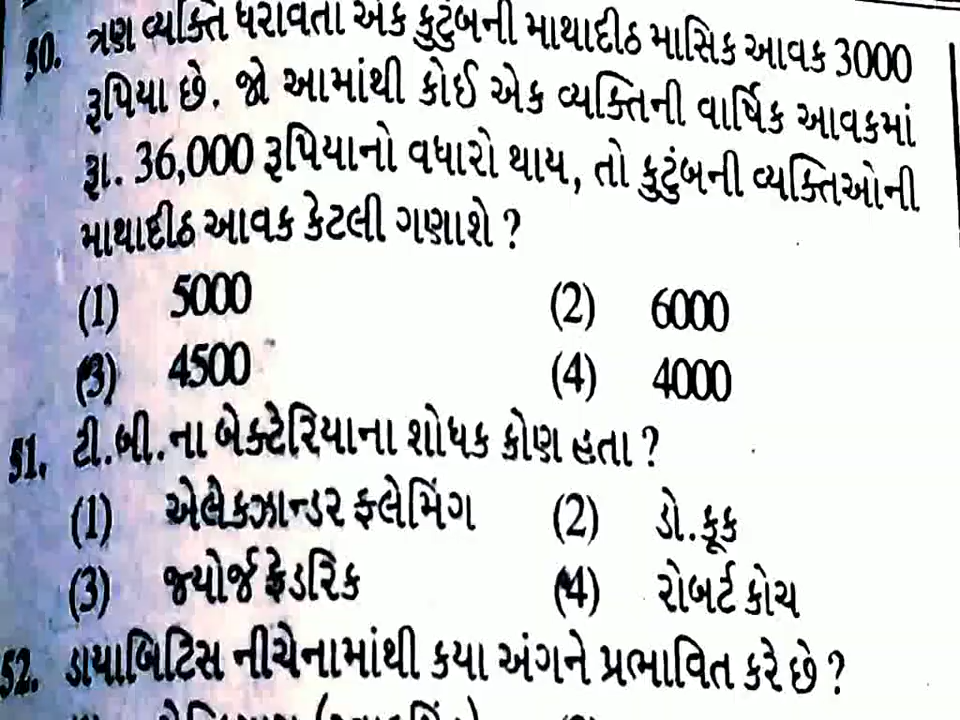 50. ત્રણ વ્યક્તિ ધરાવતા એક કુટુંબની માથાદીઠ માસિક આવક 3000
રૂપિયા છે. જો આમાંથી કોઈ એક વ્યક્તિની વાર્ષિક આવકમાં
રૂા. 36,000 રૂપિયાનો વધારો થાય, તો કુટુંબની વ્યક્તિઓની
માથાદીઠ આવક કેટલી ગણાશે ?
(1) 5000 (2) 6000
(3) 4500 (4) 4000
51. ટી.બી.ના બેક્ટેરિયાના શોધક કોણ હતા ?
(1) એલેકઝાન્ડર ફ્લેમિંગ (2) ડો.કૂક
(3) જ્યોર્જ ફ્રેડરિક (4) રોબર્ટ કોચ
52. ડાયાબિટિસ નીચેનામાંથી કયા અંગને પ્રભાવિત કરે છે ?